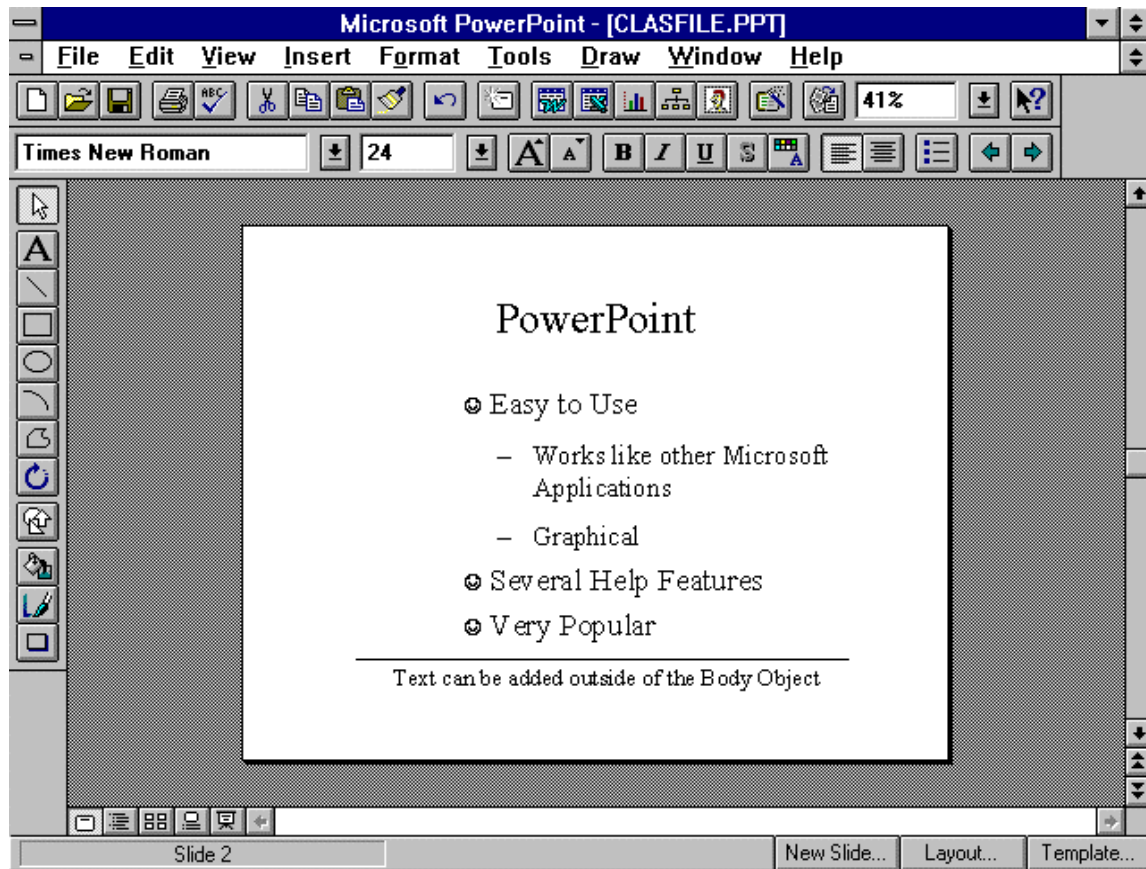 Microsoft PowerPoint - [CLASFILE.PPT]
File Edit View Insert Format Tools Draw Window Help
ABC 41% ?
Times New Roman 24 A A B I U S A
A
PowerPoint
Easy to Use
– Works like other Microsoft
Applications
– Graphical
Several Help Features
Very Popular
Text can be added outside of the Body Object
Slide 2 New Slide... Layout... Template...